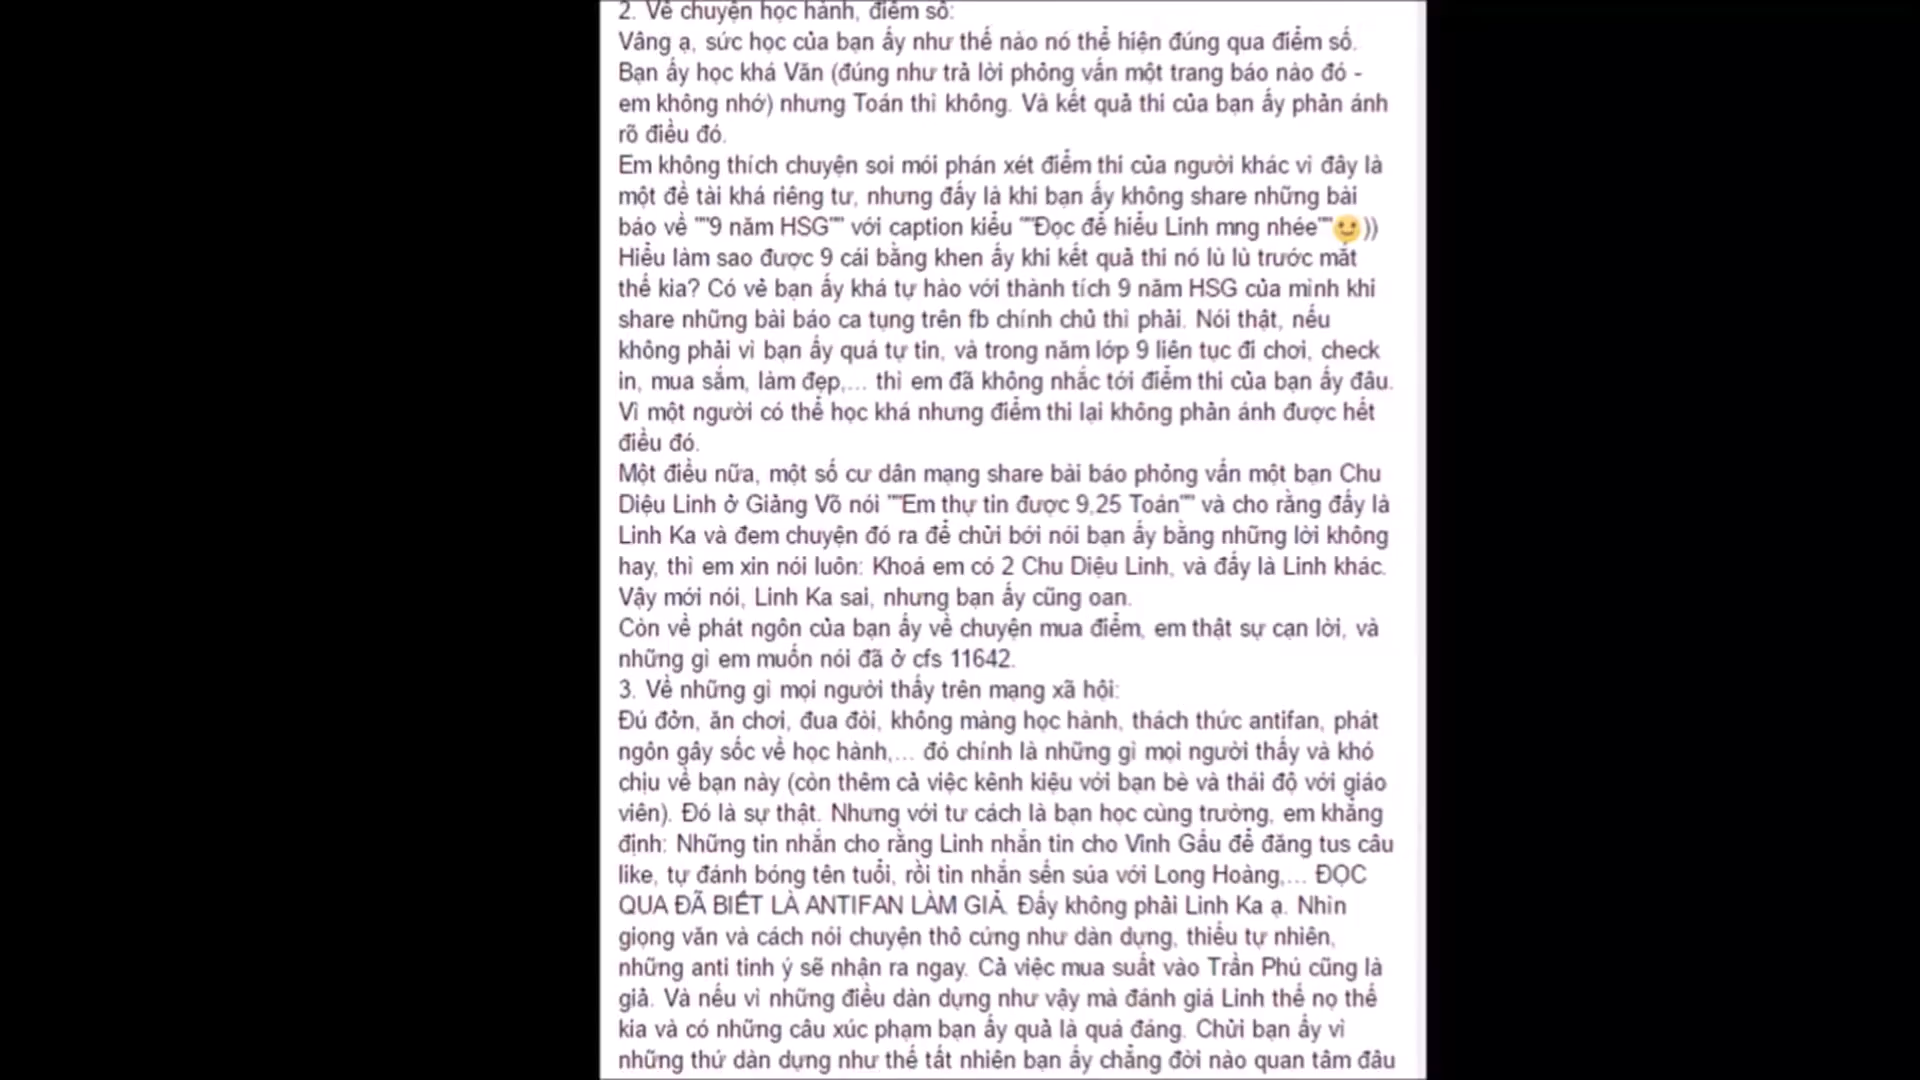 2. Về chuyện học hành, điểm số:
Vâng ạ, sức học của bạn ấy như thế nào nó thể hiện đúng qua điểm số.
Bạn ấy học khá Văn (đúng như trả lời phỏng vấn một trang báo nào đó -
em không nhớ) nhưng Toán thì không. Và kết quả thi của bạn ấy phản ánh
rõ điều đó.
Em không thích chuyện soi mói phán xét điểm thi của người khác vì đây là
một đề tài khá riêng tư, nhưng đấy là khi bạn ấy không share những bài
báo về ""9 năm HSG"" với caption kiểu ""Đọc để hiểu Linh mng nhée""🙂))
Hiểu làm sao được 9 cái bằng khen ấy khi kết quả thi nó lù lù trước mắt
thế kia? Có vẻ bạn ấy khá tự hào với thành tích 9 năm HSG của mình khi
share những bài báo ca tụng trên fb chính chủ thì phải. Nói thật, nếu
không phải vì bạn ấy quá tự tin, và trong năm lớp 9 liên tục đi chơi, check
in, mua sắm, làm đẹp,... thì em đã không nhắc tới điểm thi của bạn ấy đâu.
Vì một người có thể học khá nhưng điểm thi lại không phản ánh được hết
điều đó.
Một điều nữa, một số cư dân mạng share bài báo phỏng vấn một bạn Chu
Diệu Linh ở Giảng Võ nói ""Em thự tin được 9,25 Toán"" và cho rằng đấy là
Linh Ka và đem chuyện đó ra để chửi bới nói bạn ấy bằng những lời không
hay, thì em xin nói luôn: Khoá em có 2 Chu Diệu Linh, và đấy là Linh khác.
Vậy mới nói, Linh Ka sai, nhưng bạn ấy cũng oan.
Còn về phát ngôn của bạn ấy về chuyện mua điểm, em thật sự cạn lời, và
những gì em muốn nói đã ở cfs 11642.
3. Về những gì mọi người thấy trên mạng xã hội:
Đú đởn, ăn chơi, đua đòi, không màng học hành, thách thức antifan, phát
ngôn gây sốc về học hành,... đó chính là những gì mọi người thấy và khó
chịu về bạn này (còn thêm cả việc kênh kiệu với bạn bè và thái độ với giáo
viên). Đó là sự thật. Nhưng với tư cách là bạn học cùng trường, em khẳng
định: Những tin nhắn cho rằng Linh nhắn tin cho Vinh Gấu để đăng tus câu
like, tự đánh bóng tên tuổi, rồi tin nhắn sến súa với Long Hoàng,... ĐỌC
QUA ĐÃ BIẾT LÀ ANTIFAN LÀM GIẢ. Đấy không phải Linh Ka ạ. Nhìn
giọng văn và cách nói chuyện thô cứng như dàn dựng, thiếu tự nhiên,
những anti tinh ý sẽ nhận ra ngay. Cả việc mua suất vào Trần Phú cũng là
giả. Và nếu vì những điều dàn dựng như vậy mà đánh giá Linh thế nọ thế
kia và có những câu xúc phạm bạn ấy quả là quá đáng. Chửi bạn ấy vì
những thứ dàn dựng như thế tất nhiên bạn ấy chẳng đời nào quan tâm đâu